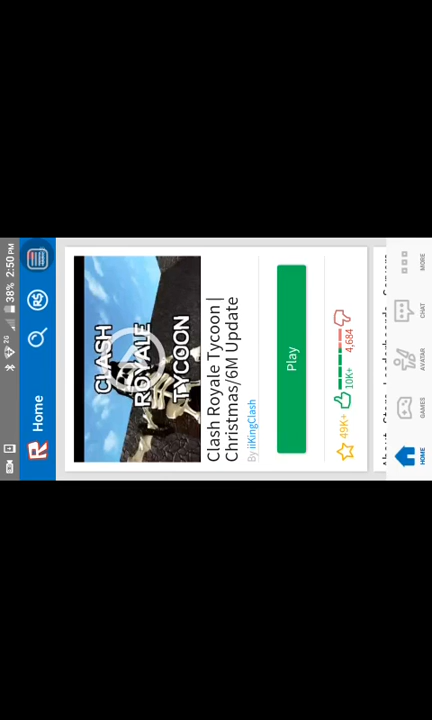 2G 38% 2:50 PM
Home
R$
CLASH
ROYALE
TYCOON
Clash Royale Tycoon |
Christmas/6M Update
By iiKingClash
Play
49K+ 10K+ 4,684
HOME
GAMES
AVATAR
CHAT
MORE